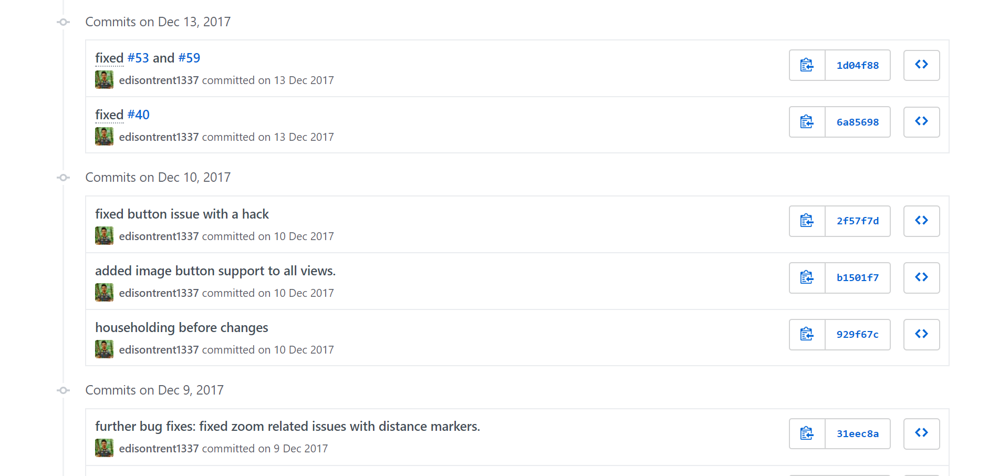 Commits on Dec 13, 2017
fixed #53 and #59
1d04f88
edisontrent1337 committed on 13 Dec 2017
fixed #40
6a85698
edisontrent1337 committed on 13 Dec 2017
Commits on Dec 10, 2017
fixed button issue with a hack
2f57f7d
edisontrent1337 committed on 10 Dec 2017
added image button support to all views.
b1501f7
edisontrent1337 committed on 10 Dec 2017
householding before changes
929f67c
edisontrent1337 committed on 10 Dec 2017
Commits on Dec 9, 2017
further bug fixes: fixed zoom related issues with distance markers.
31eec8a
edisontrent1337 committed on 9 Dec 2017